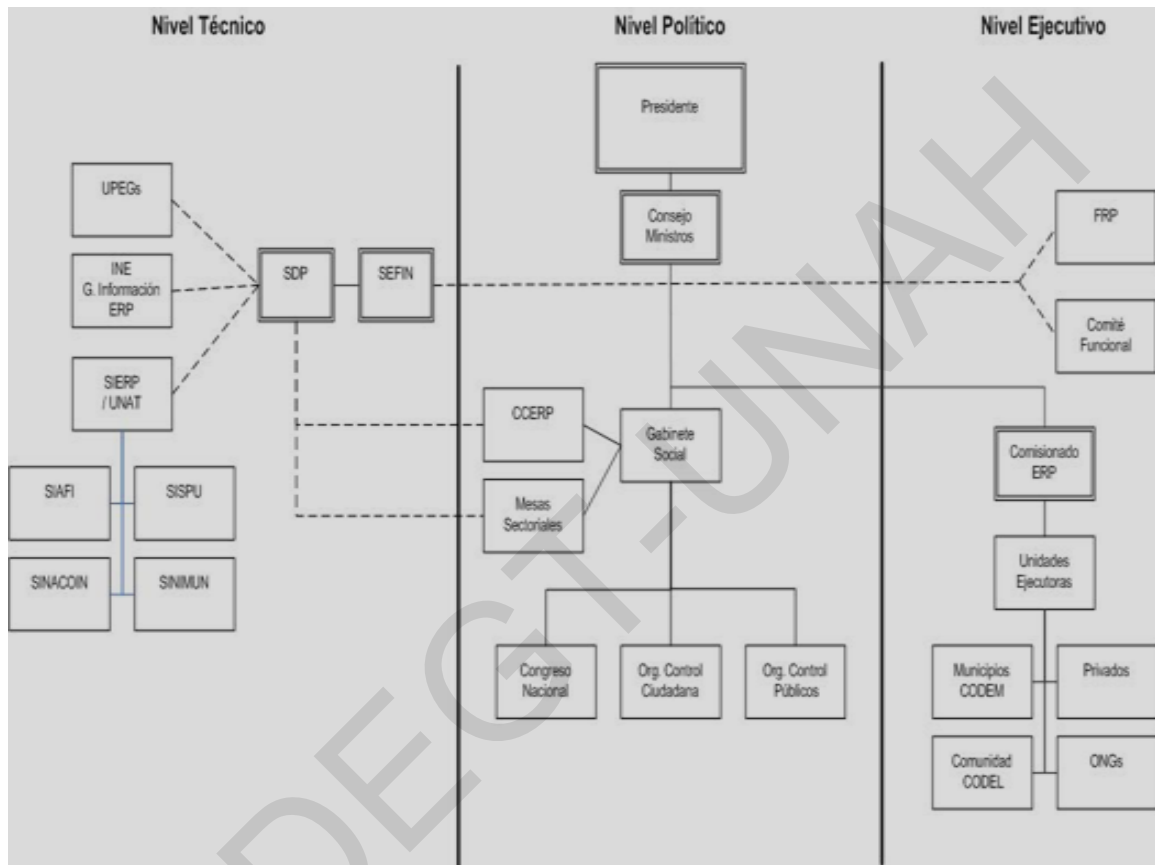 Nivel Técnico
Nivel Político
Nivel Ejecutivo
Presidente
UPEGs
Consejo
Ministros
FRP
INE
G. Información
ERP
SDP
SEFIN
Comité
Funcional
SIERP
/ UNAT
CCERP
Gabinete
Social
Comisionado
ERP
SIAFI
SISPU
Mesas
Sectoriales
SINACOIN
SINIMUN
Unidades
Ejecutoras
Congreso
Nacional
Org. Control
Ciudadana
Org. Control
Públicos
Municipios
CODEM
Privados
Comunidad
CODEL
ONGs
DEGT-UNAH